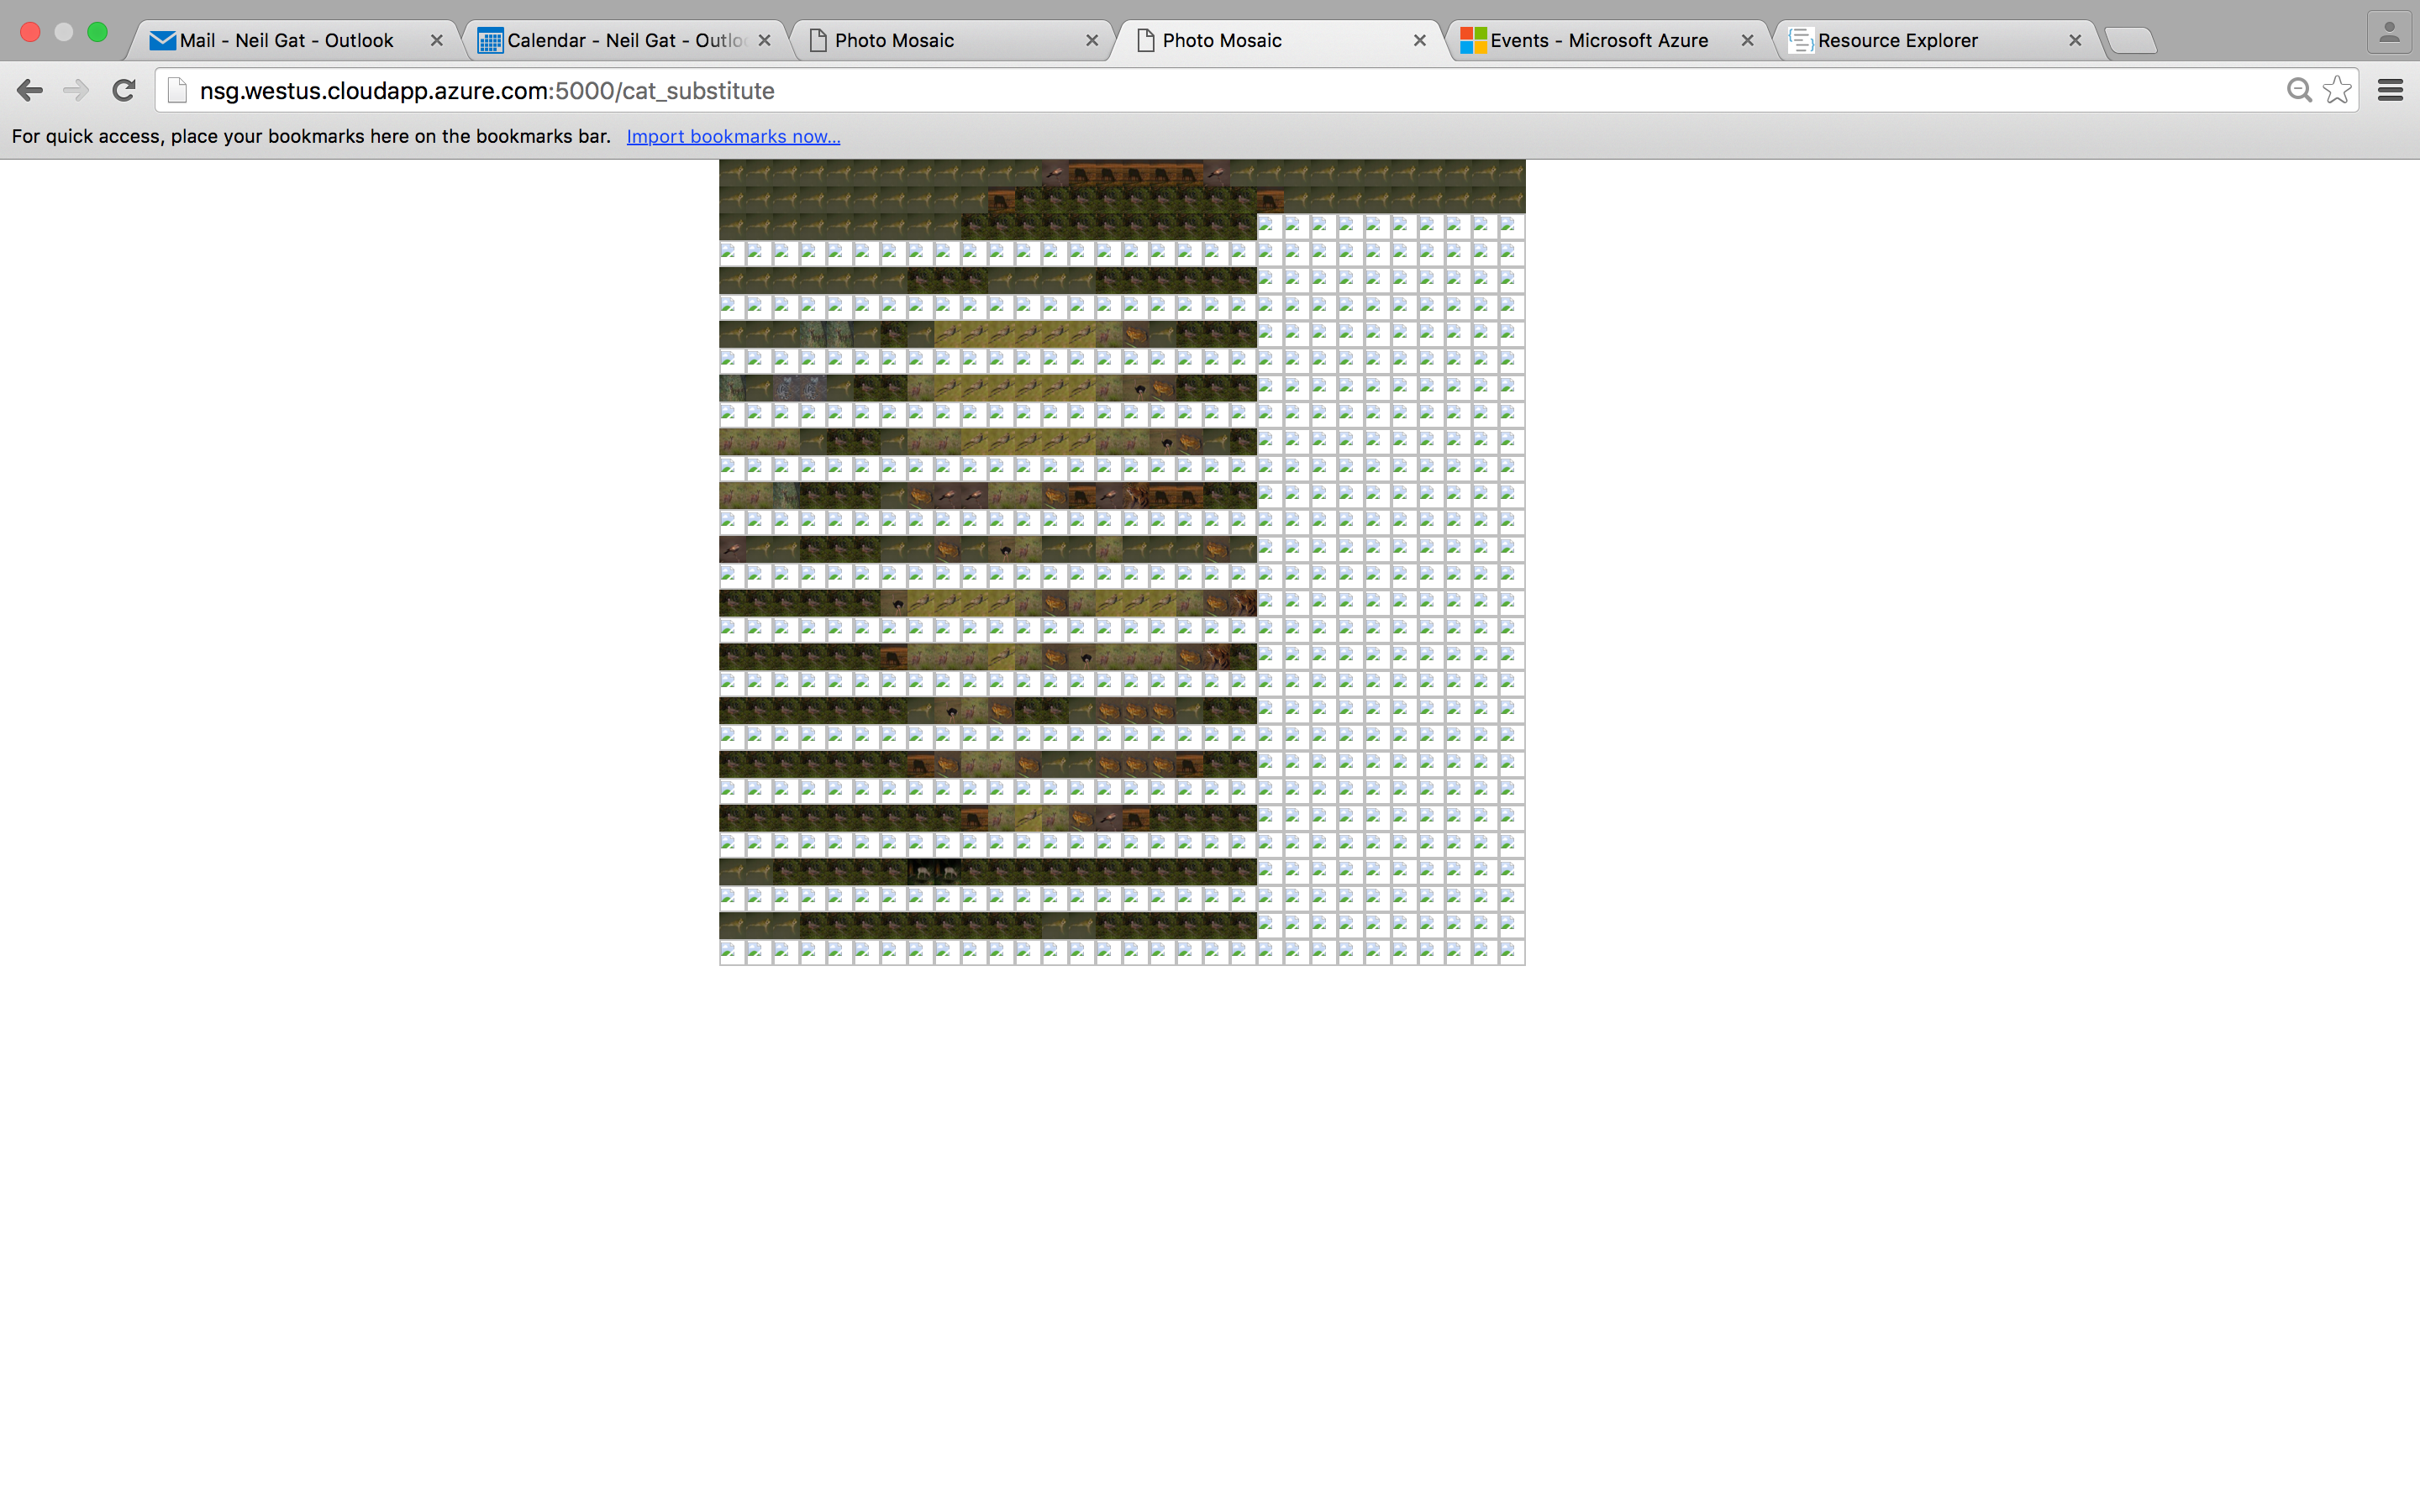 Mail - Neil Gat - Outlook
Calendar - Neil Gat - Outlo
Photo Mosaic
Photo Mosaic
Events - Microsoft Azure
Resource Explorer
nsg.westus.cloudapp.azure.com:5000/cat_substitute
For quick access, place your bookmarks here on the bookmarks bar. Import bookmarks now...